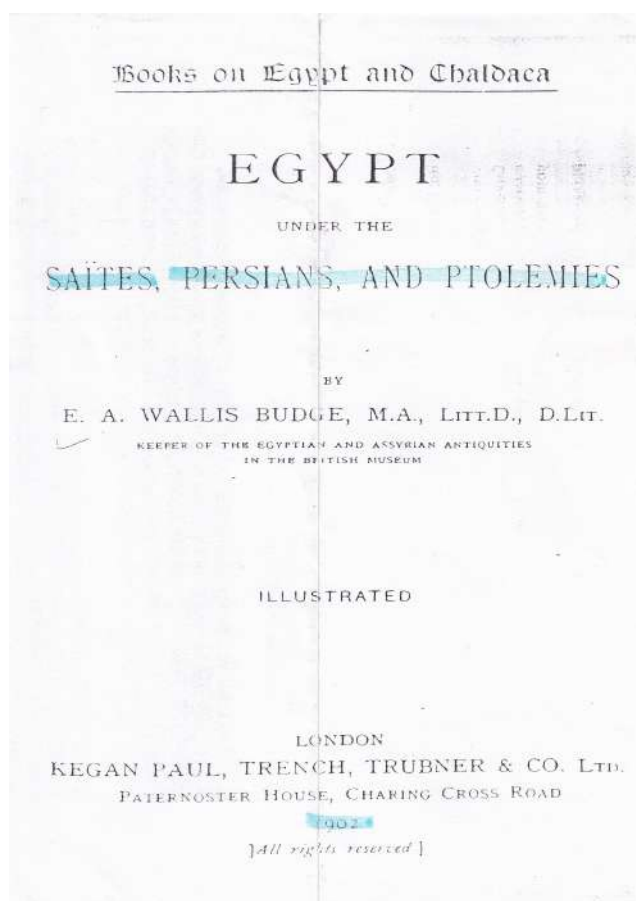 Books on Egypt and Chaldaea
EGYPT
UNDER THE
SAÏTES, PERSIANS, AND PTOLEMIES
BY
E. A. WALLIS BUDGE, M.A., LITT.D., D.LIT.
KEEPER OF THE EGYPTIAN AND ASSYRIAN ANTIQUITIES
IN THE BRITISH MUSEUM
ILLUSTRATED
LONDON
KEGAN PAUL, TRENCH, TRUBNER & CO. LTD.
PATERNOSTER HOUSE, CHARING CROSS ROAD
1902
[All rights reserved]